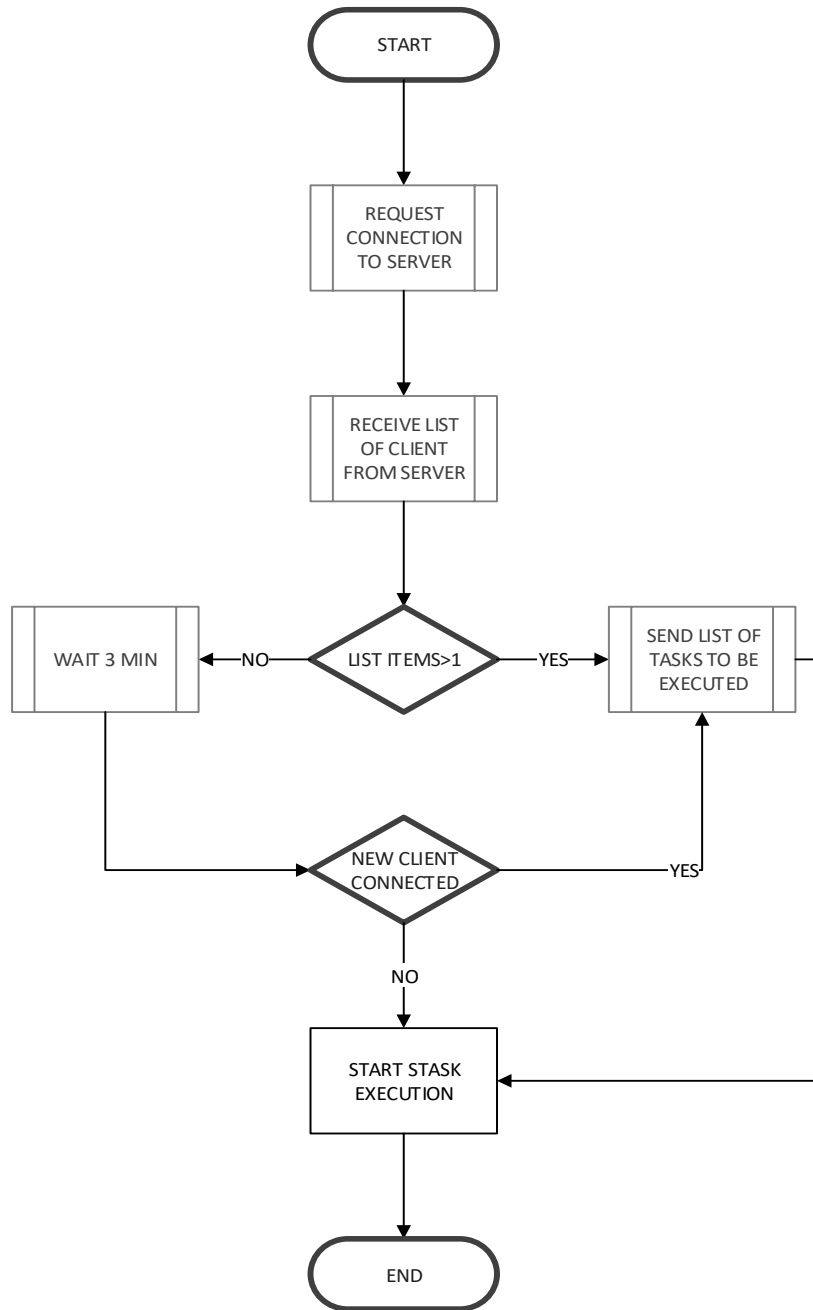 START
REQUEST
CONNECTION
TO SERVER
RECEIVE LIST
OF CLIENT
FROM SERVER
WAIT 3 MIN
NO
LIST ITEMS>1
YES
SEND LIST OF
TASKS TO BE
EXECUTED
NEW CLIENT
CONNECTED
YES
NO
START STASK
EXECUTION
END